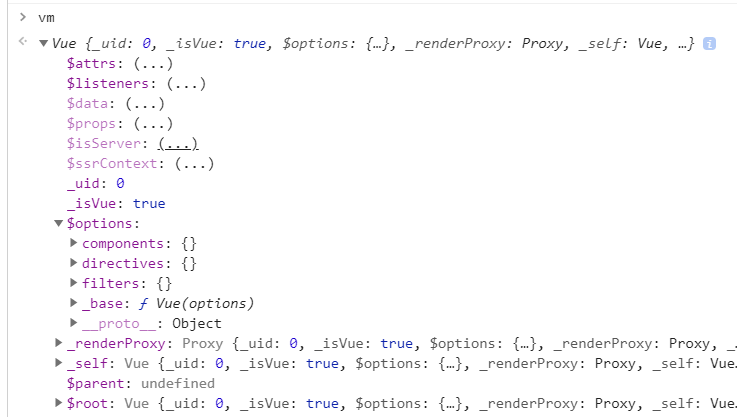 > vm
Vue {_uid: 0, _isVue: true, $options: {…}, _renderProxy: Proxy, _self: Vue, …} i
$attrs: (...)
$listeners: (...)
$data: (...)
$props: (...)
$isServer: (...)
$ssrContext: (...)
_uid: 0
_isVue: true
▼$options:
▶components: {}
▶directives: {}
▶filters: {}
▶_base: ƒ Vue(options)
▶__proto__: Object
▶_renderProxy: Proxy {_uid: 0, _isVue: true, $options: {…}, _renderProxy: Proxy, _
▶_self: Vue {_uid: 0, _isVue: true, $options: {…}, _renderProxy: Proxy, _self: Vue
$parent: undefined
▶$root: Vue {_uid: 0, _isVue: true, $options: {…}, _renderProxy: Proxy, _self: Vue